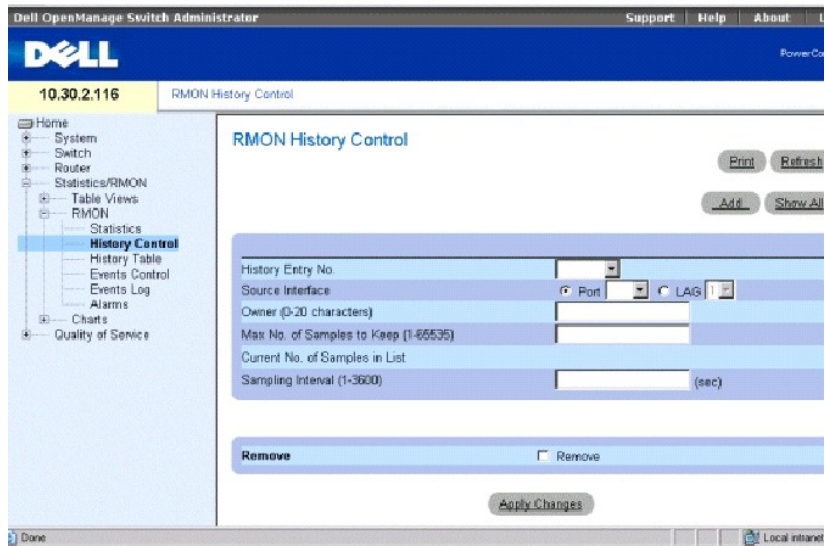 Dell OpenManage Switch Administrator
Support Help About
DELL
PowerCo
10.30.2.116
RMON History Control
Home
System
Switch
Router
Statistics/RMON
Table Views
RMON
Statistics
History Control
History Table
Events Control
Events Log
Alarms
Charts
Quality of Service
RMON History Control
Print Refresh
Add Show All
History Entry No.
Source Interface Port LAG 1
Owner (0-20 characters)
Max No. of Samples to Keep (1-65535)
Current No. of Samples in List
Sampling Interval (1-3600) (sec)
Remove Remove
Apply Changes
Done Local intranet